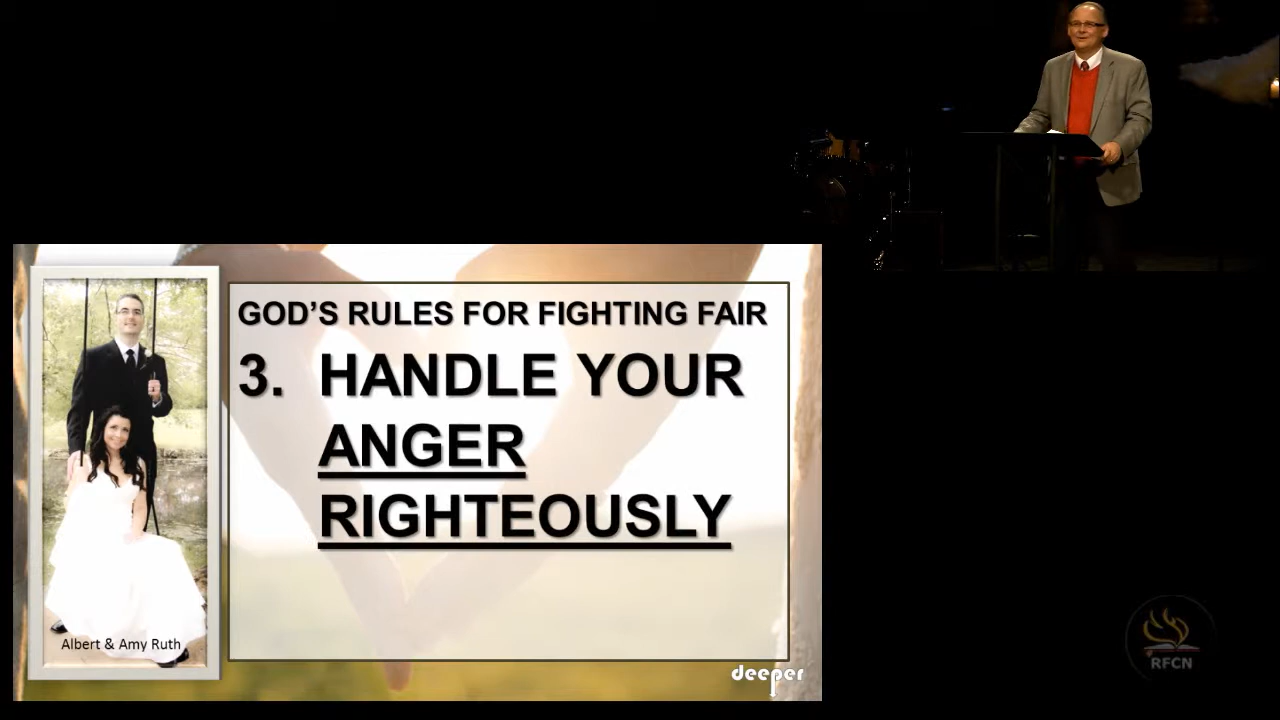 GOD'S RULES FOR FIGHTING FAIR
3. HANDLE YOUR
ANGER
RIGHTEOUSLY
Albert & Amy Ruth
deeper
RFCN